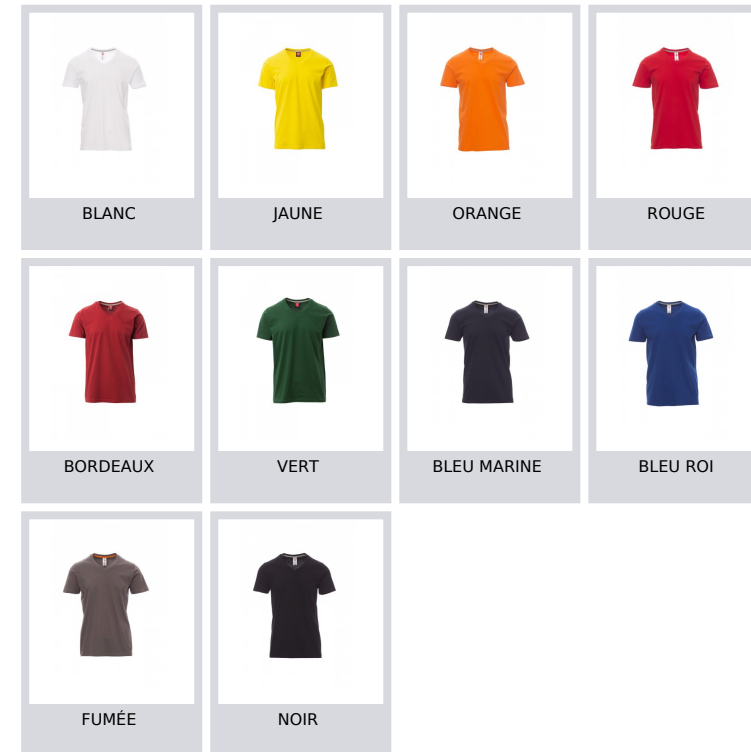 BLANC
JAUNE
ORANGE
ROUGE
BORDEAUX
VERT
BLEU MARINE
BLEU ROI
FUMÉE
NOIR